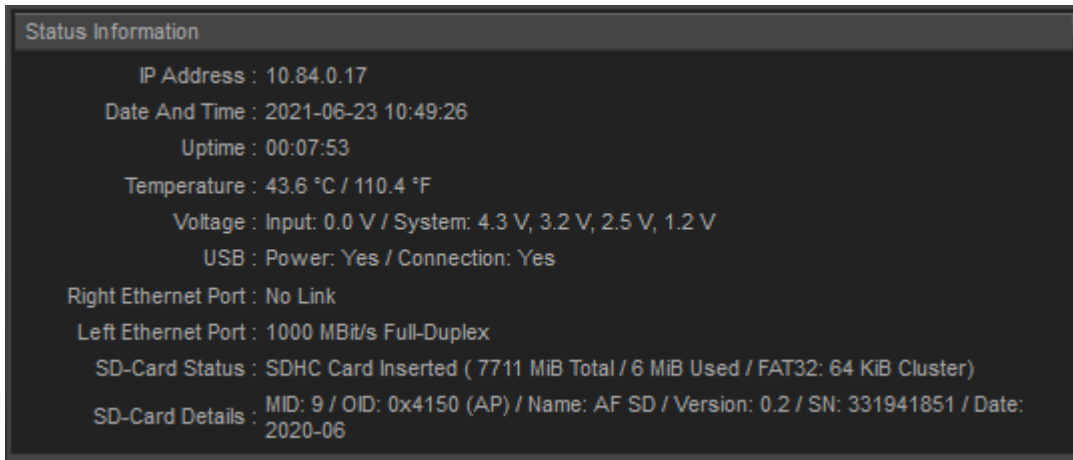 Status Information
IP Address : 10.84.0.17
Date And Time : 2021-06-23 10:49:26
Uptime : 00:07:53
Temperature : 43.6 °C / 110.4 °F
Voltage : Input: 0.0 V / System: 4.3 V, 3.2 V, 2.5 V, 1.2 V
USB : Power: Yes / Connection: Yes
Right Ethernet Port : No Link
Left Ethernet Port : 1000 MBit/s Full-Duplex
SD-Card Status : SDHC Card Inserted ( 7711 MiB Total / 6 MiB Used / FAT32: 64 KiB Cluster)
SD-Card Details : MID: 9 / OID: 0x4150 (AP) / Name: AF SD / Version: 0.2 / SN: 331941851 / Date:
2020-06